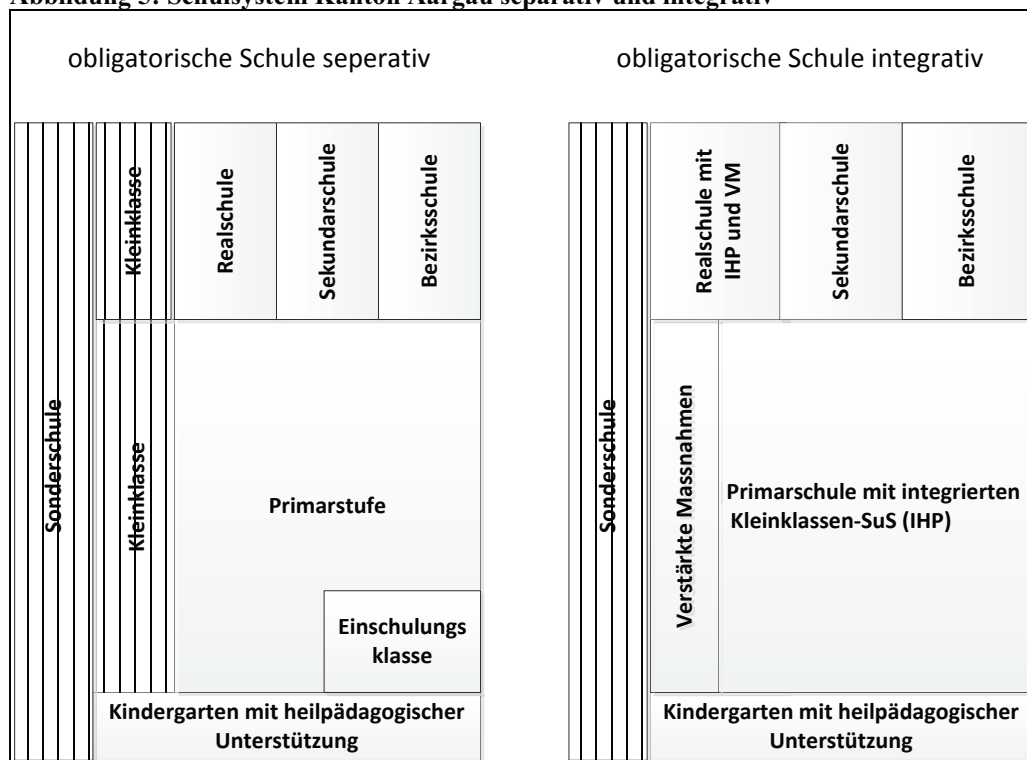 Abbildung 3: Schulsystem Kanton Aargau separativ und integrativ
obligatorische Schule seperativ
Sonderschule
Kleinklasse
Realschule
Sekundarschule
Bezirksschule
Kleinklasse
Primarstufe
Einschulungs
klasse
Kindergarten mit heilpädagogischer
Unterstützung
obligatorische Schule integrativ
Sonderschule
Realschule mit
IHP und VM
Sekundarschule
Bezirksschule
Verstärkte Massnahmen
Primarschule mit integrierten
Kleinklassen-SuS (IHP)
Kindergarten mit heilpädagogischer
Unterstützung